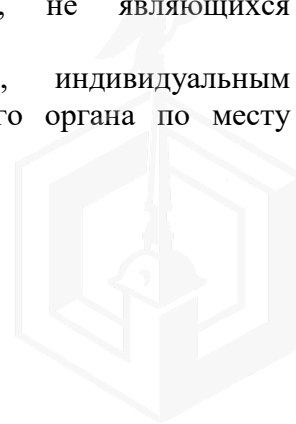 , не являющихся
, индивидуальным
го органа по месту